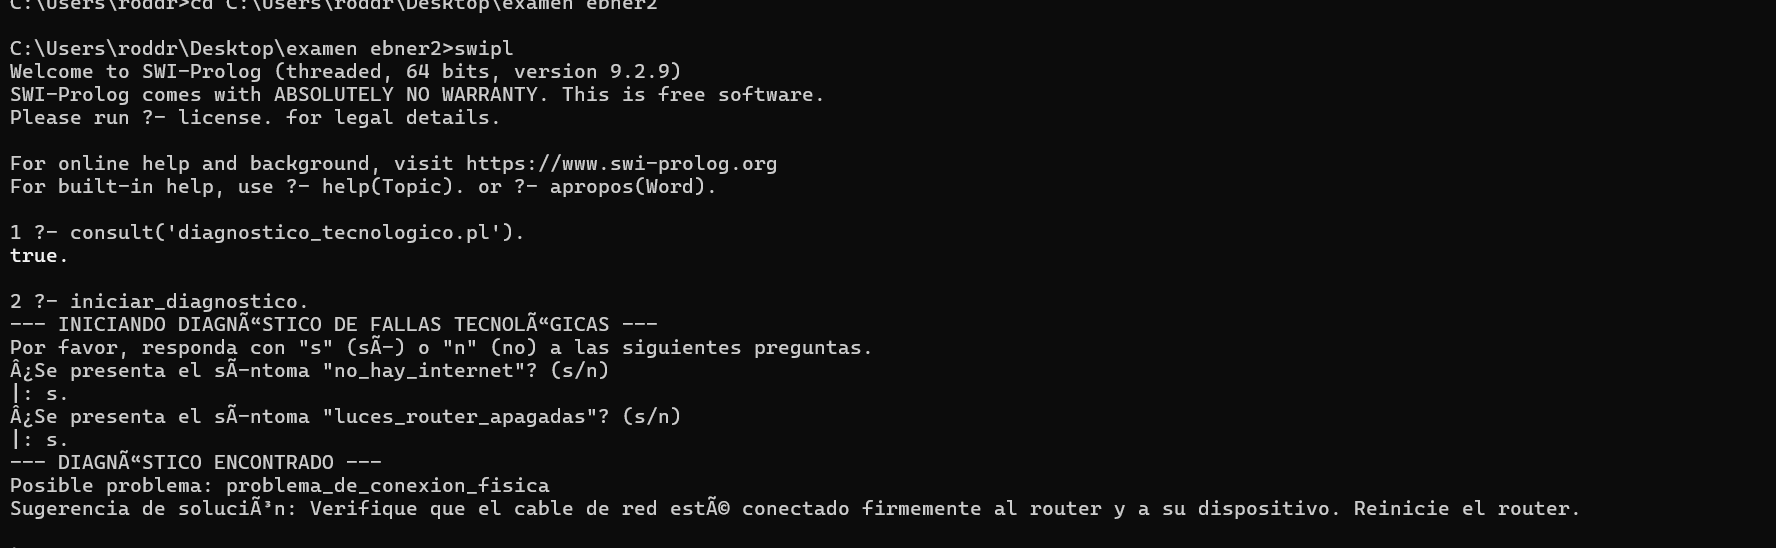 C:\Users\roddr>cd C:\Users\roddr\Desktop\examen ebner2
C:\Users\roddr\Desktop\examen ebner2>swipl
Welcome to SWI-Prolog (threaded, 64 bits, version 9.2.9)
SWI-Prolog comes with ABSOLUTELY NO WARRANTY. This is free software.
Please run ?- license. for legal details.
For online help and background, visit https://www.swi-prolog.org
For built-in help, use ?- help(Topic). or ?- apropos(Word).
1 ?- consult('diagnostico_tecnologico.pl').
true.
2 ?- iniciar_diagnostico.
--- INICIANDO DIAGNÃ“STICO DE FALLAS TECNOLÃ“GICAS ---
Por favor, responda con "s" (sÃ-) o "n" (no) a las siguientes preguntas.
Â¿Se presenta el sÃ-ntoma "no_hay_internet"? (s/n)
|: s.
Â¿Se presenta el sÃ-ntoma "luces_router_apagadas"? (s/n)
|: s.
--- DIAGNÃ“STICO ENCONTRADO ---
Posible problema: problema_de_conexion_fisica
Sugerencia de soluciÃ³n: Verifique que el cable de red estÃ© conectado firmemente al router y a su dispositivo. Reinicie el router.